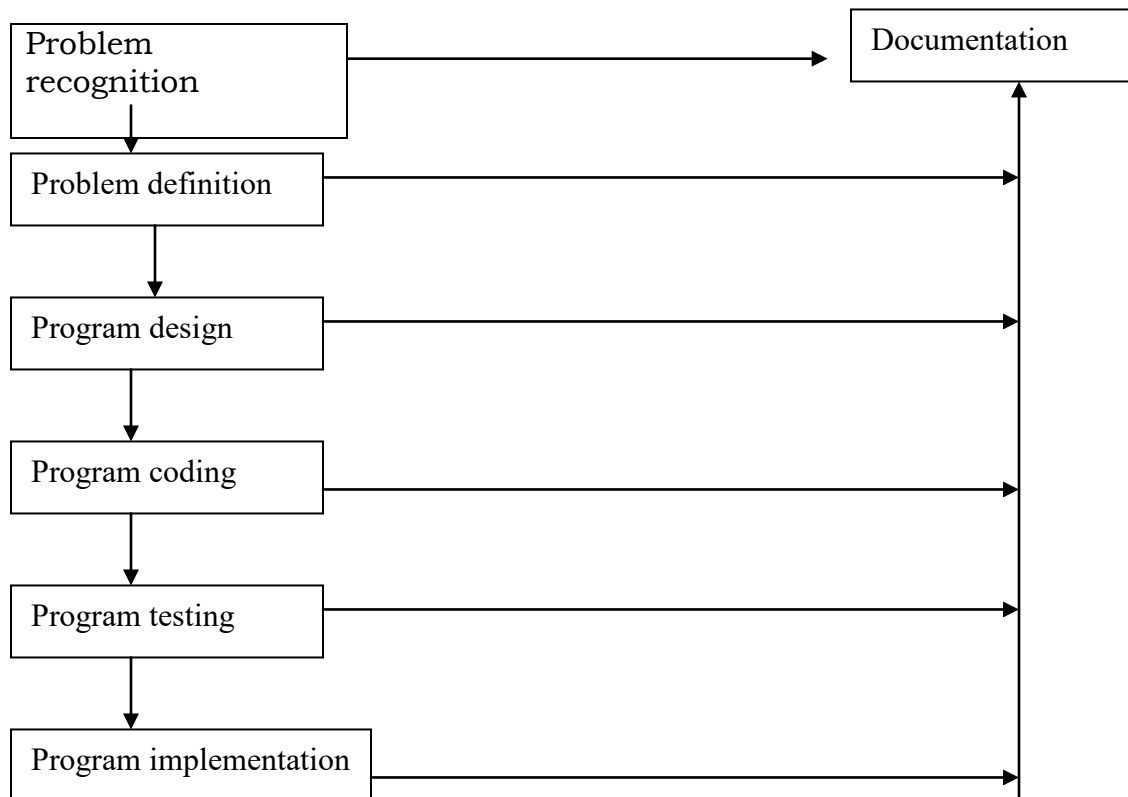 Problem
recognition
Documentation
Problem definition
Program design
Program coding
Program testing
Program implementation